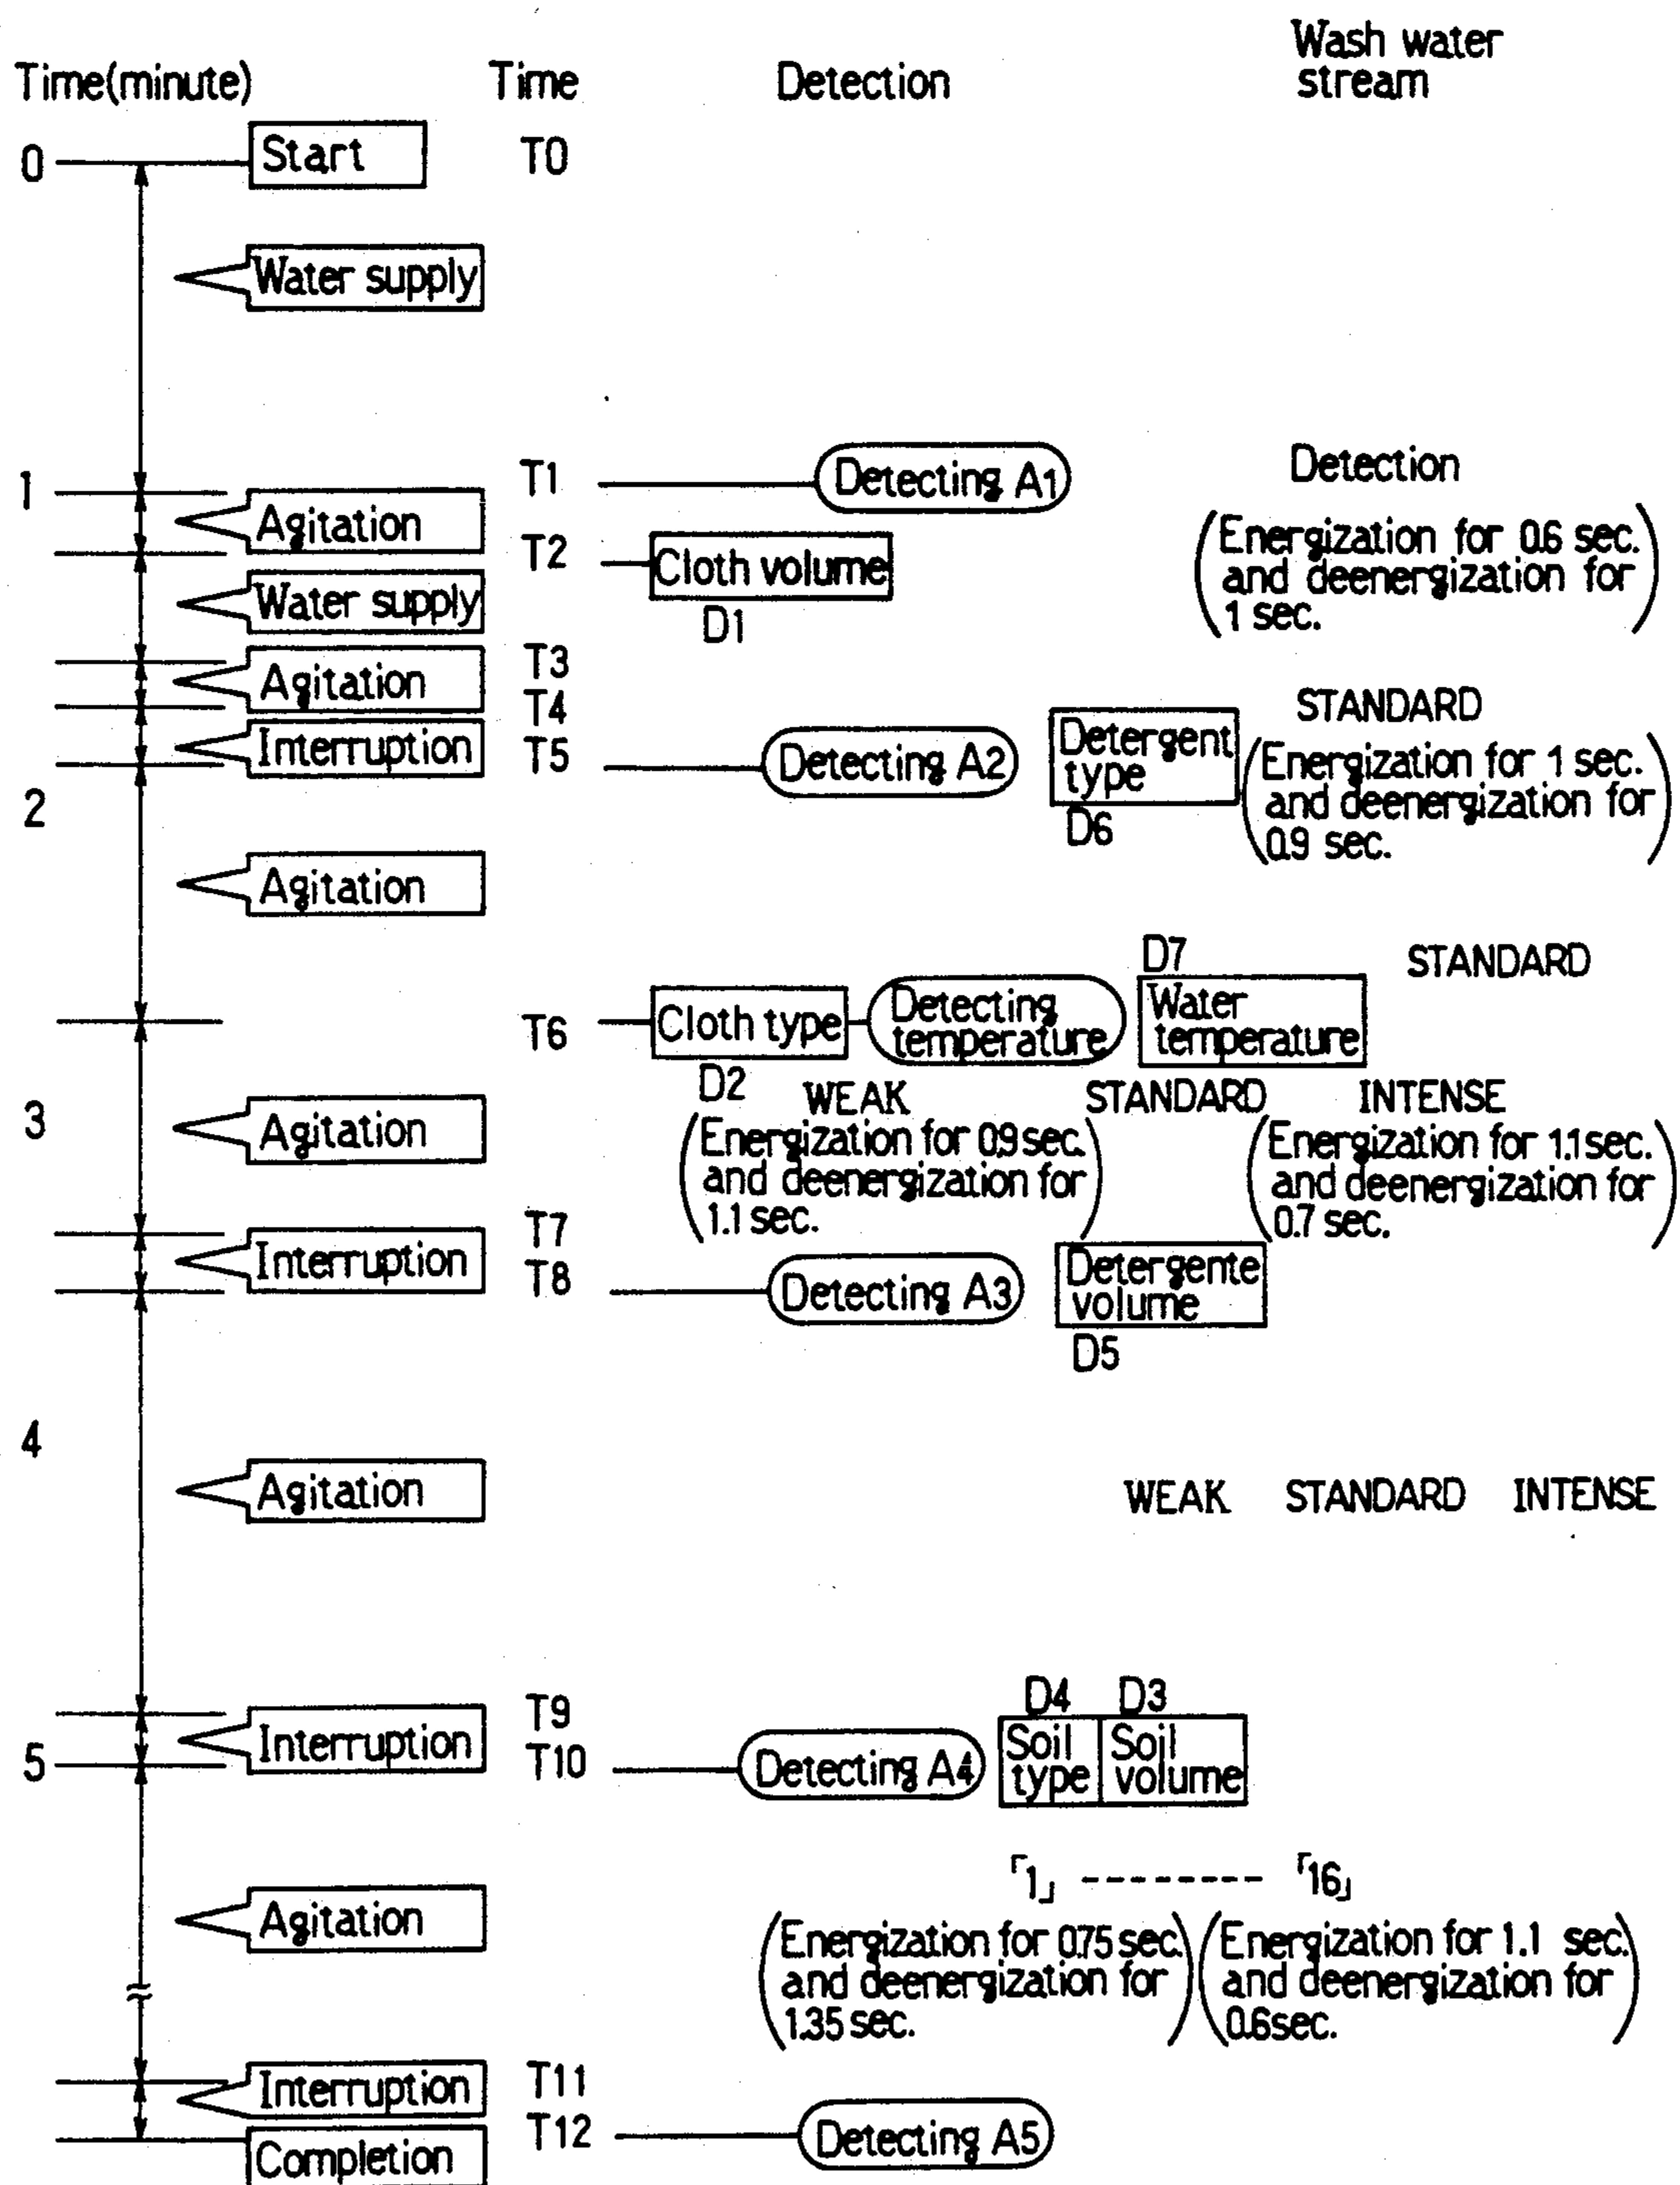 Wash water
stream
Time(minute)
Time
Detection
0
Start
T0
Water supply
1
T1
Detecting A1
Detection
Agitation
(Energization for 0.6 sec.
and deenergization for
1 sec.)
T2
Cloth volume
D1
Water supply
T3
Agitation
T4
STANDARD
Interruption
T5
Detecting A2
Detergent
type
D6
(Energization for 1 sec.
and deenergization for
0.9 sec.)
2
Agitation
D7
STANDARD
T6
Cloth type
D2
Detecting
temperature
Water
temperature
3
Agitation
WEAK
STANDARD
INTENSE
(Energization for 0.9 sec.
and deenergization for
1.1 sec.)
(Energization for 1.1 sec.
and deenergization for
0.7 sec.)
T7
Interruption
T8
Detecting A3
Detergente
volume
D5
4
Agitation
WEAK STANDARD INTENSE
T9
D4 D3
Interruption
5
T10
Detecting A4
Soil
type
Soil
volume
「1」 -------- 「16」
Agitation
(Energization for 0.75 sec.
and deenergization for
1.35 sec.)
(Energization for 1.1 sec.
and deenergization for
0.6 sec.)
Interruption
T11
T12
Detecting A5
Completion